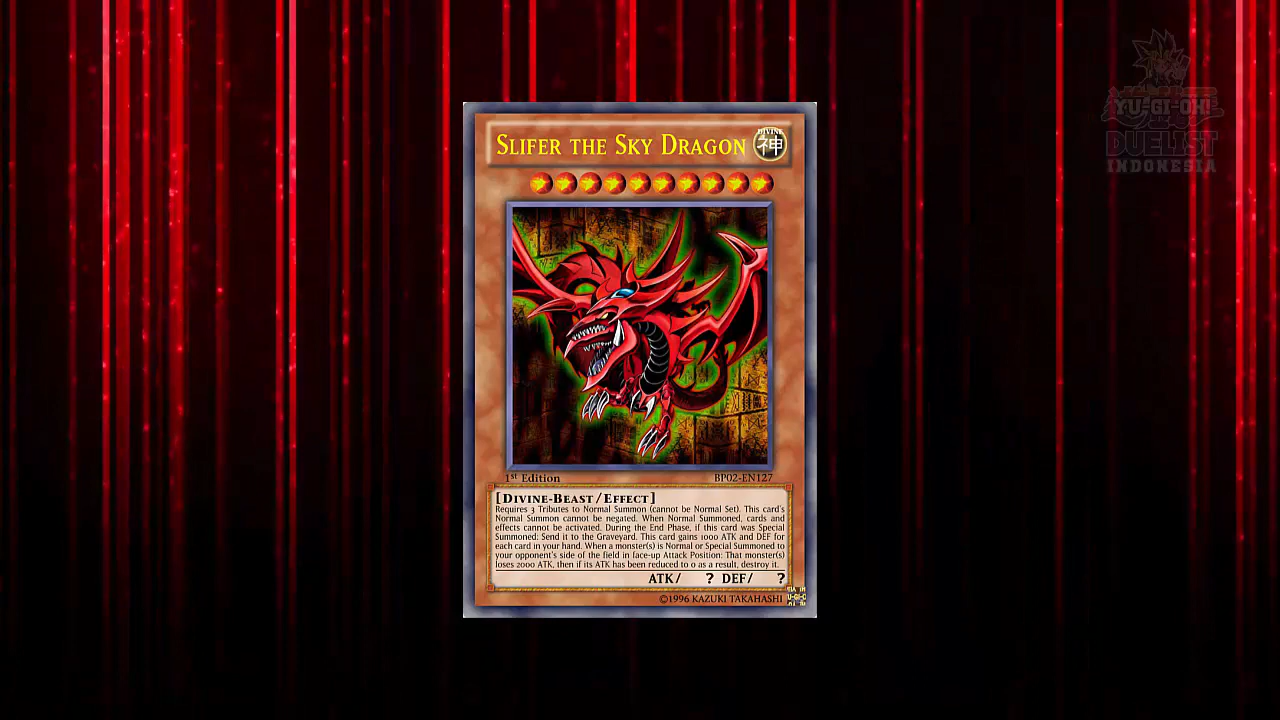 YU-GI-OH!
DUELIST
INDONESIA
SLIFER THE SKY DRAGON
DIVINE
神
1st Edition
BP02-EN127
[DIVINE-BEAST/EFFECT]
Requires 3 Tributes to Normal Summon (cannot be Normal Set). This card's
Normal Summon cannot be negated. When Normal Summoned, cards and
effects cannot be activated. During the End Phase, if this card was Special
Summoned: Send it to the Graveyard. This card gains 1000 ATK and DEF for
each card in your hand. When a monster(s) is Normal or Special Summoned to
your opponent's side of the field in face-up Attack Position: That monster(s)
loses 2000 ATK, then if its ATK has been reduced to 0 as a result, destroy it.
ATK/ ? DEF/ ?
©1996 KAZUKI TAKAHASHI